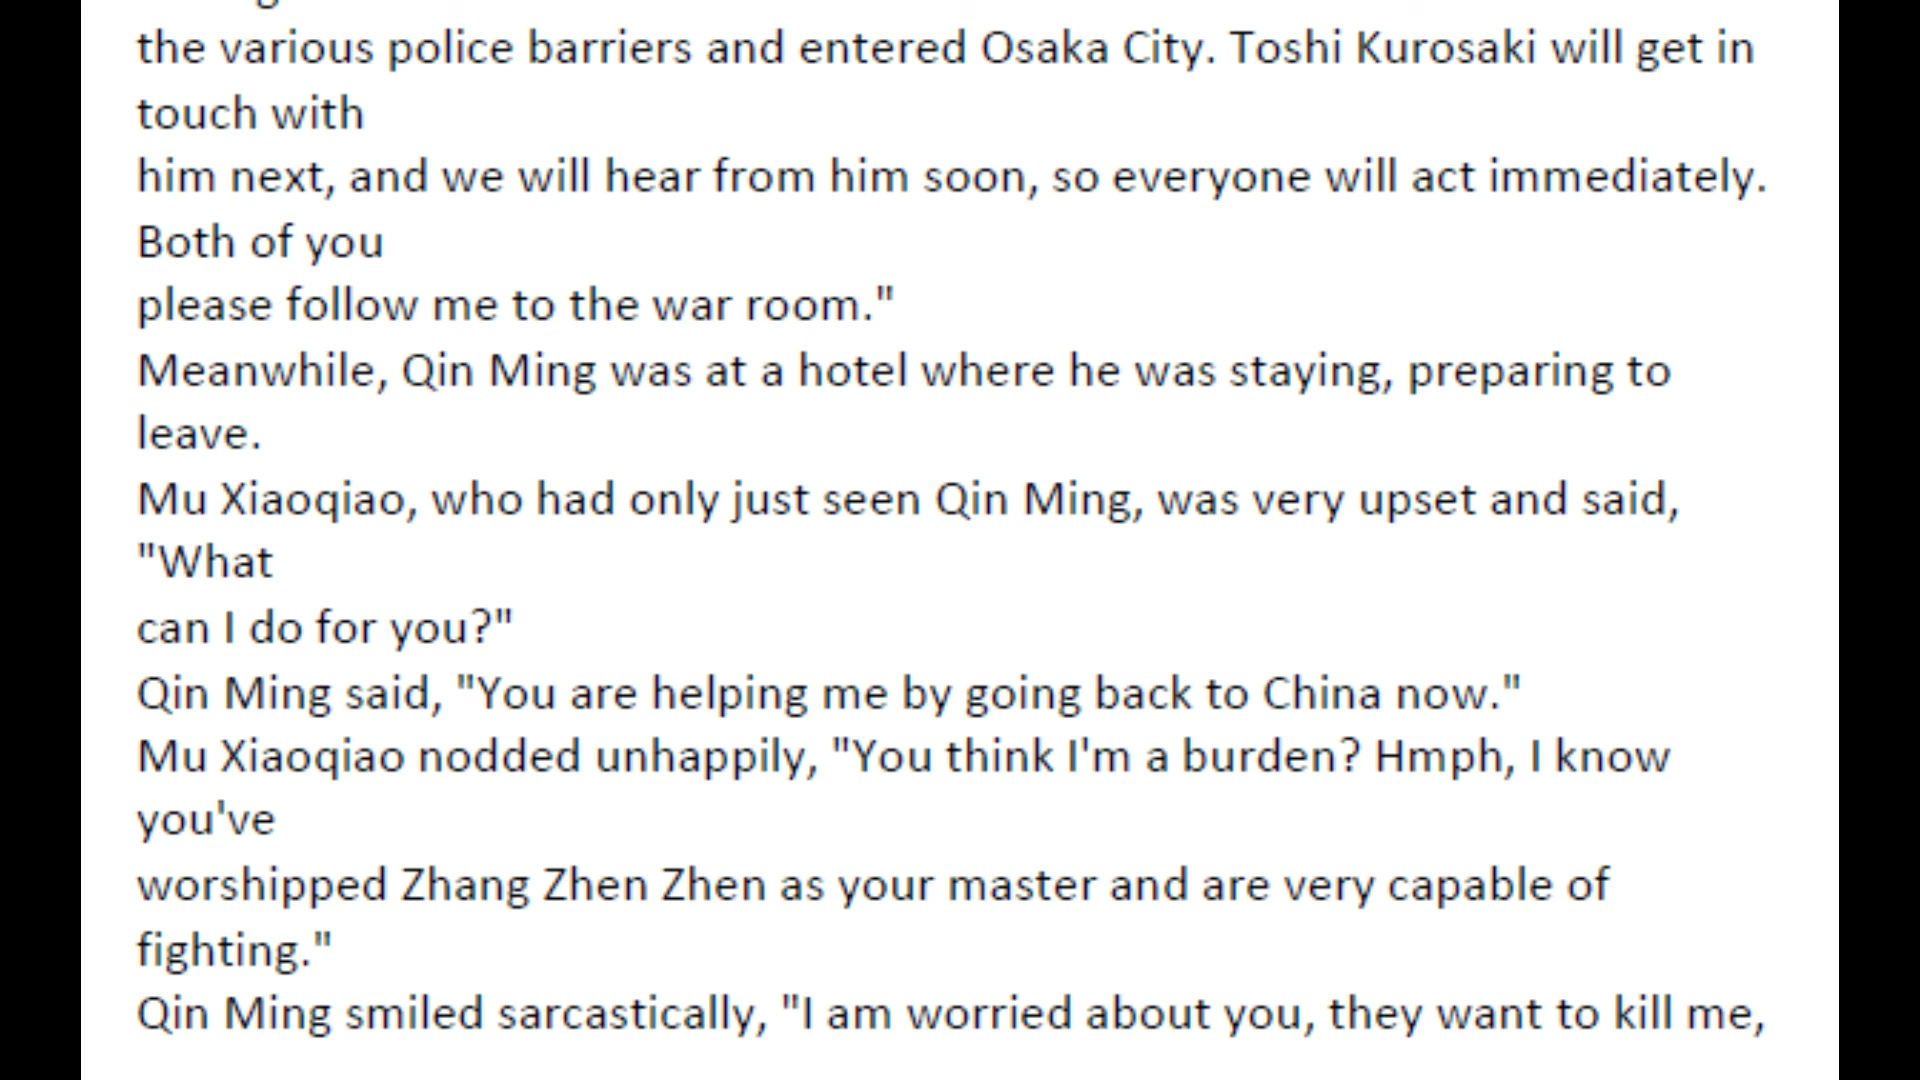 the various police barriers and entered Osaka City. Toshi Kurosaki will get in
touch with
him next, and we will hear from him soon, so everyone will act immediately.
Both of you
please follow me to the war room."
Meanwhile, Qin Ming was at a hotel where he was staying, preparing to
leave.
Mu Xiaoqiao, who had only just seen Qin Ming, was very upset and said,
"What
can I do for you?"
Qin Ming said, "You are helping me by going back to China now."
Mu Xiaoqiao nodded unhappily, "You think I'm a burden? Hmph, I know
you've
worshipped Zhang Zhen Zhen as your master and are very capable of
fighting."
Qin Ming smiled sarcastically, "I am worried about you, they want to kill me,